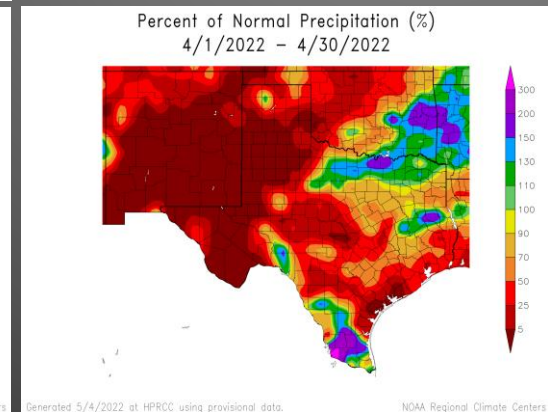 Percent of Normal Precipitation (%)
4/1/2022 – 4/30/2022
300
200
150
130
110
100
90
70
50
25
5
rs
Generated 5/4/2022 at HPRCC using provisional data.
NOAA Regional Climate Centers